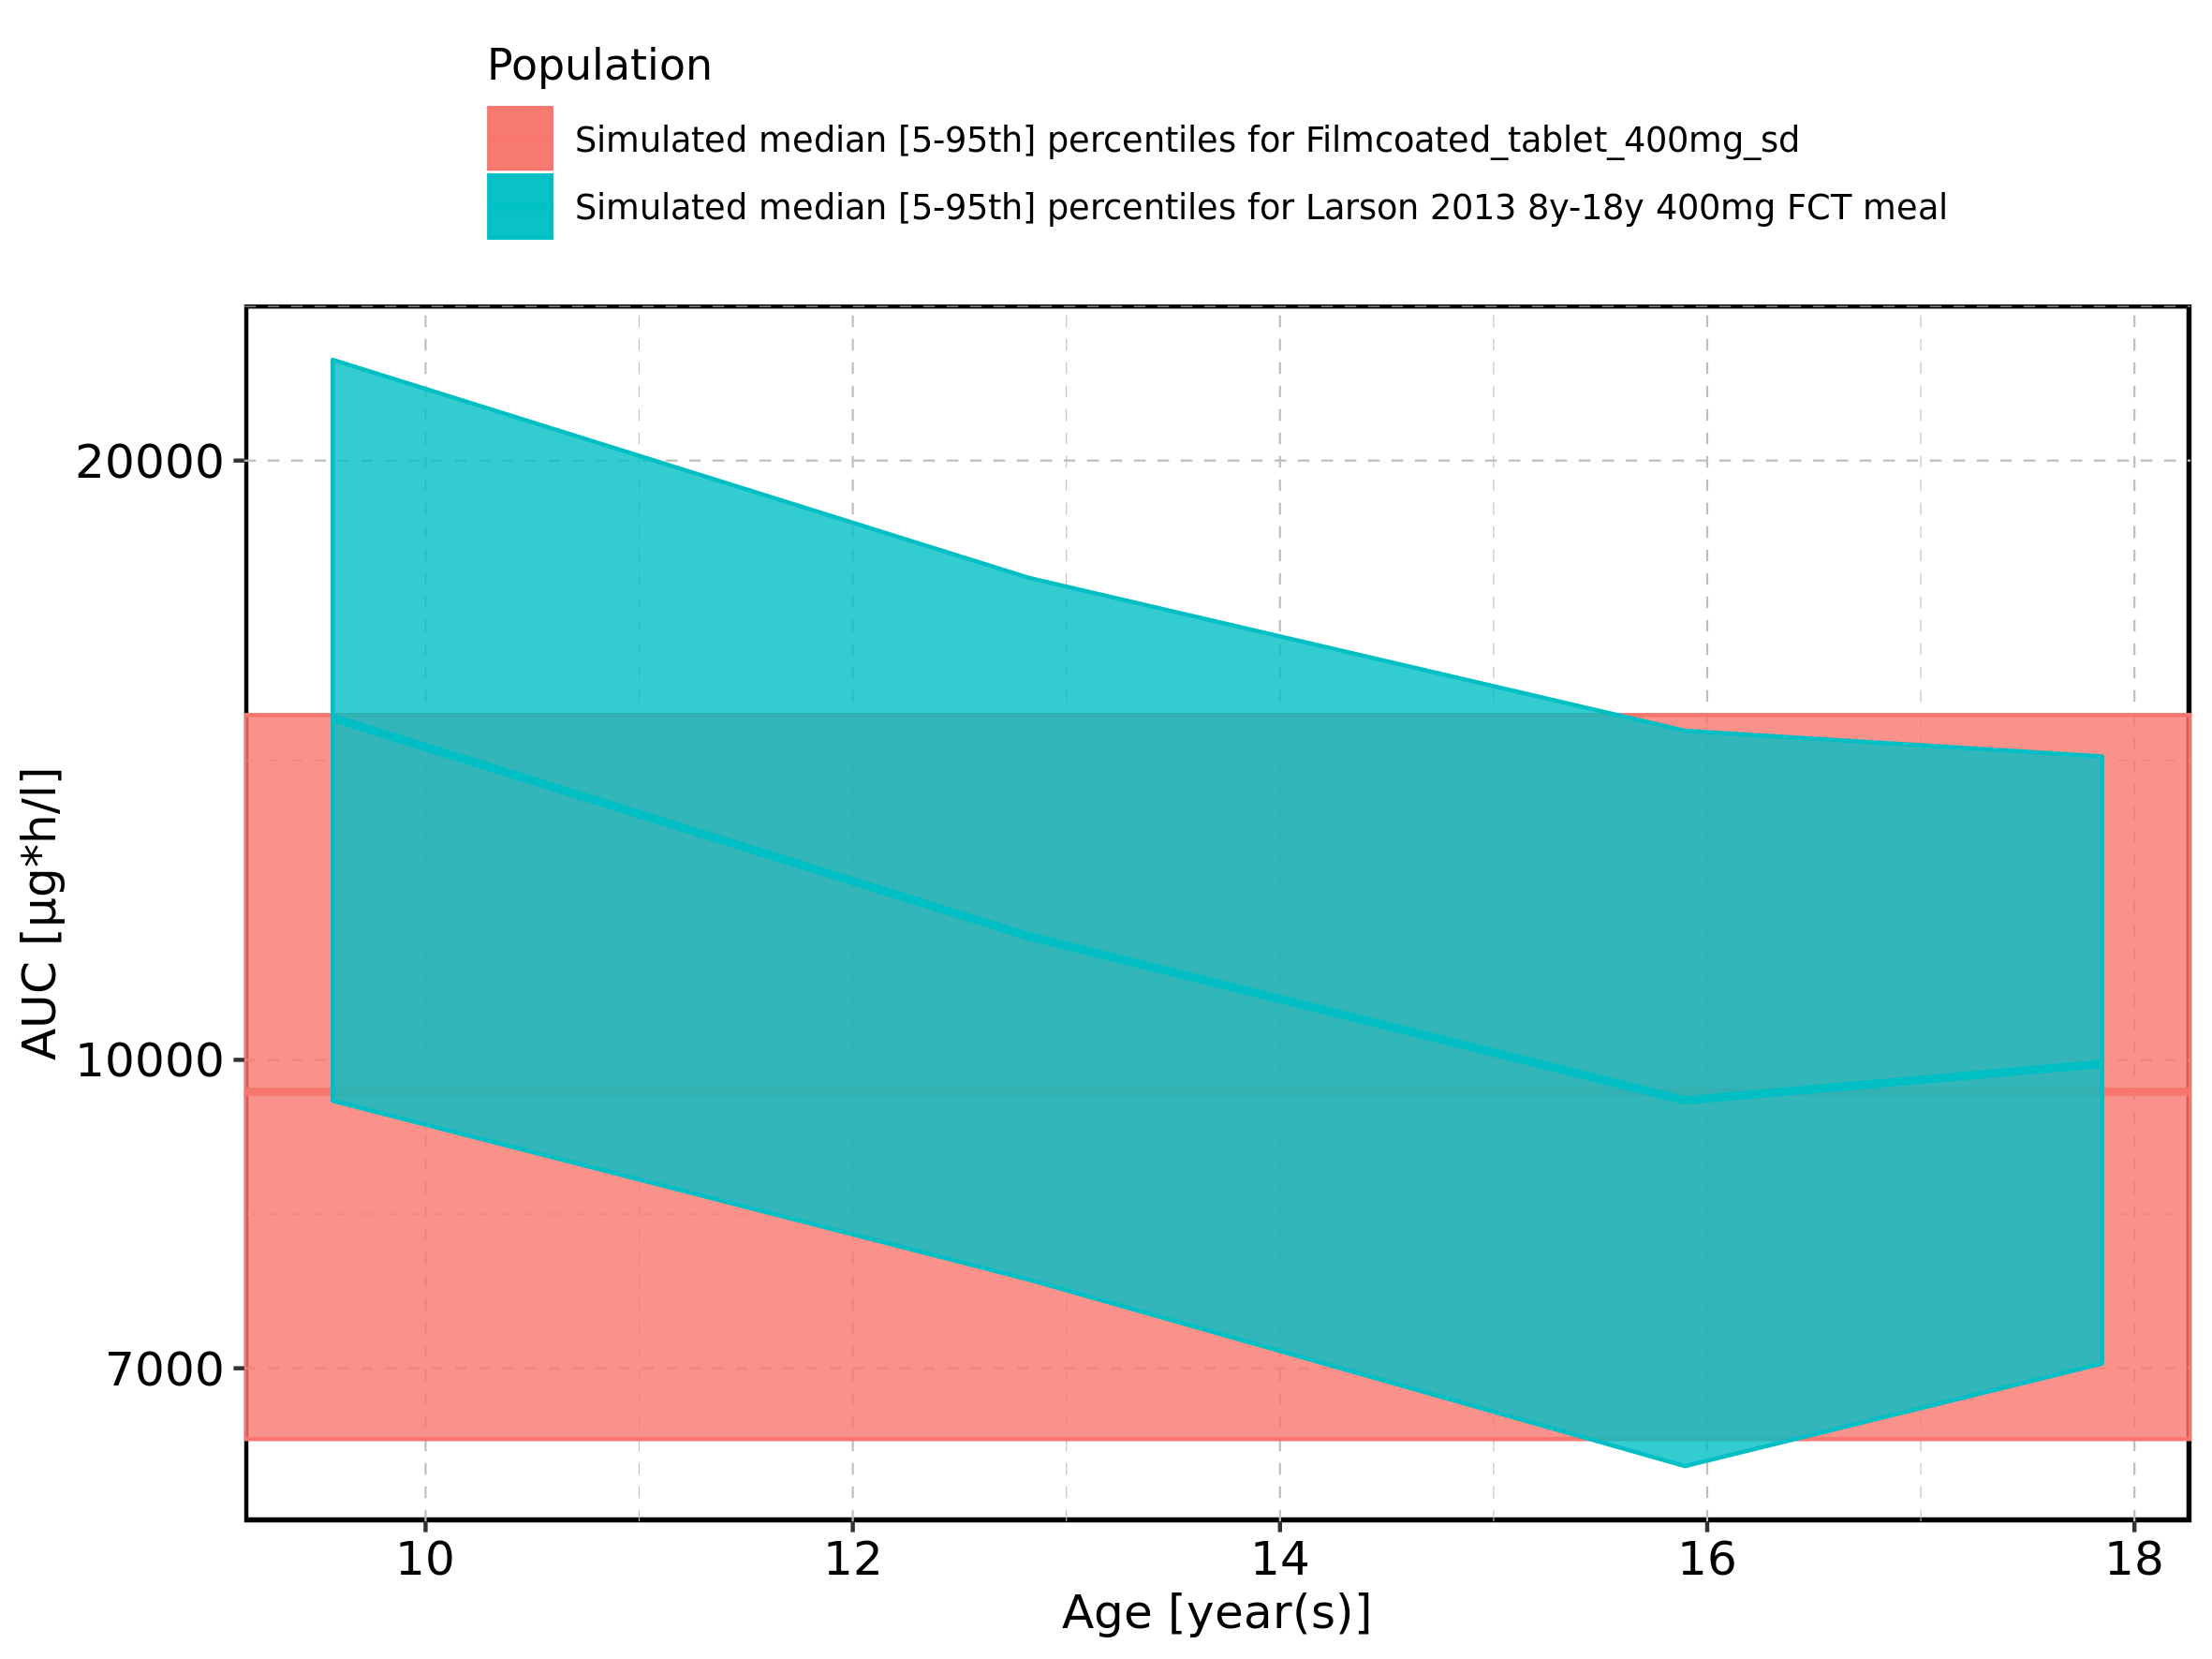 Population
Simulated median [5-95th] percentiles for Filmcoated_tablet_400mg_sd
Simulated median [5-95th] percentiles for Larson 2013 8y-18y 400mg FCT meal
20000
10000
7000
AUC [µg*h/l]
10 12 14 16 18
Age [year(s)]